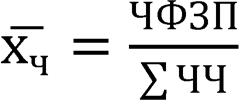 x̄ч = ЧФЗП / ∑ ЧЧ